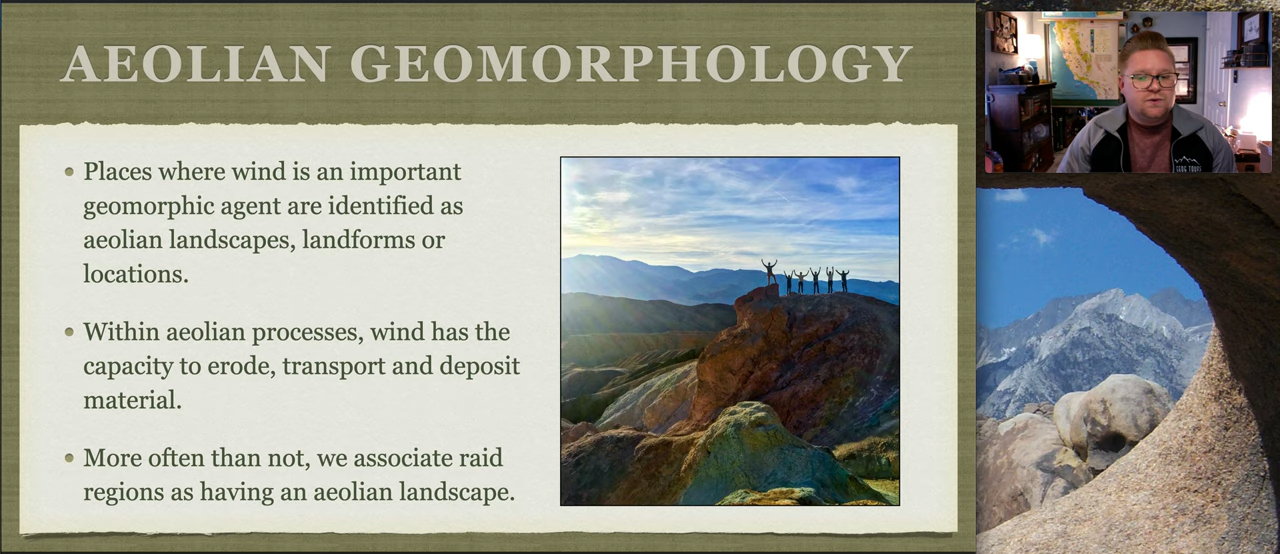 AEOLIAN GEOMORPHOLOGY
Places where wind is an important
geomorphic agent are identified as
aeolian landscapes, landforms or
locations.
Within aeolian processes, wind has the
capacity to erode, transport and deposit
material.
More often than not, we associate raid
regions as having an aeolian landscape.